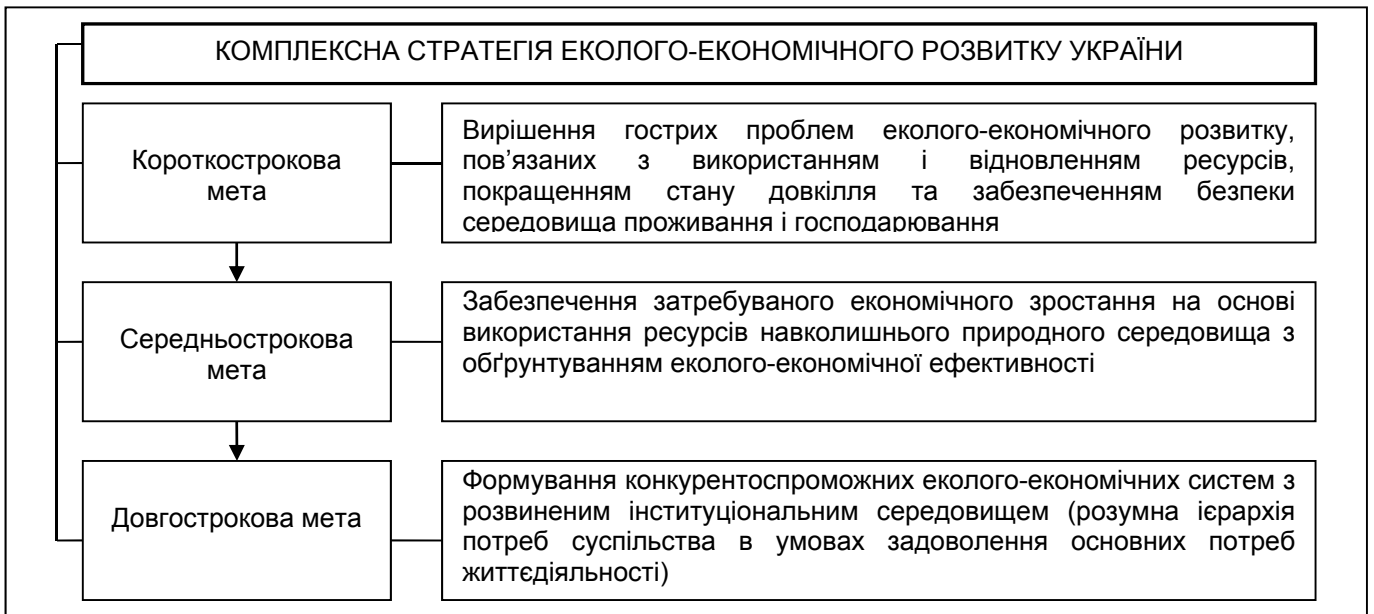 КОМПЛЕКСНА СТРАТЕГІЯ ЕКОЛОГО-ЕКОНОМІЧНОГО РОЗВИТКУ УКРАЇНИ
Короткострокова
мета
Вирішення гострих проблем еколого-економічного розвитку,
пов’язаних з використанням і відновленням ресурсів,
покращенням стану довкілля та забезпеченням безпеки
середовища проживання і господарювання
Середньострокова
мета
Забезпечення затребуваного економічного зростання на основі
використання ресурсів навколишнього природного середовища з
обґрунтуванням еколого-економічної ефективності
Довгострокова мета
Формування конкурентоспроможних еколого-економічних систем з
розвиненим інституціональним середовищем (розумна ієрархія
потреб суспільства в умовах задоволення основних потреб
життєдіяльності)